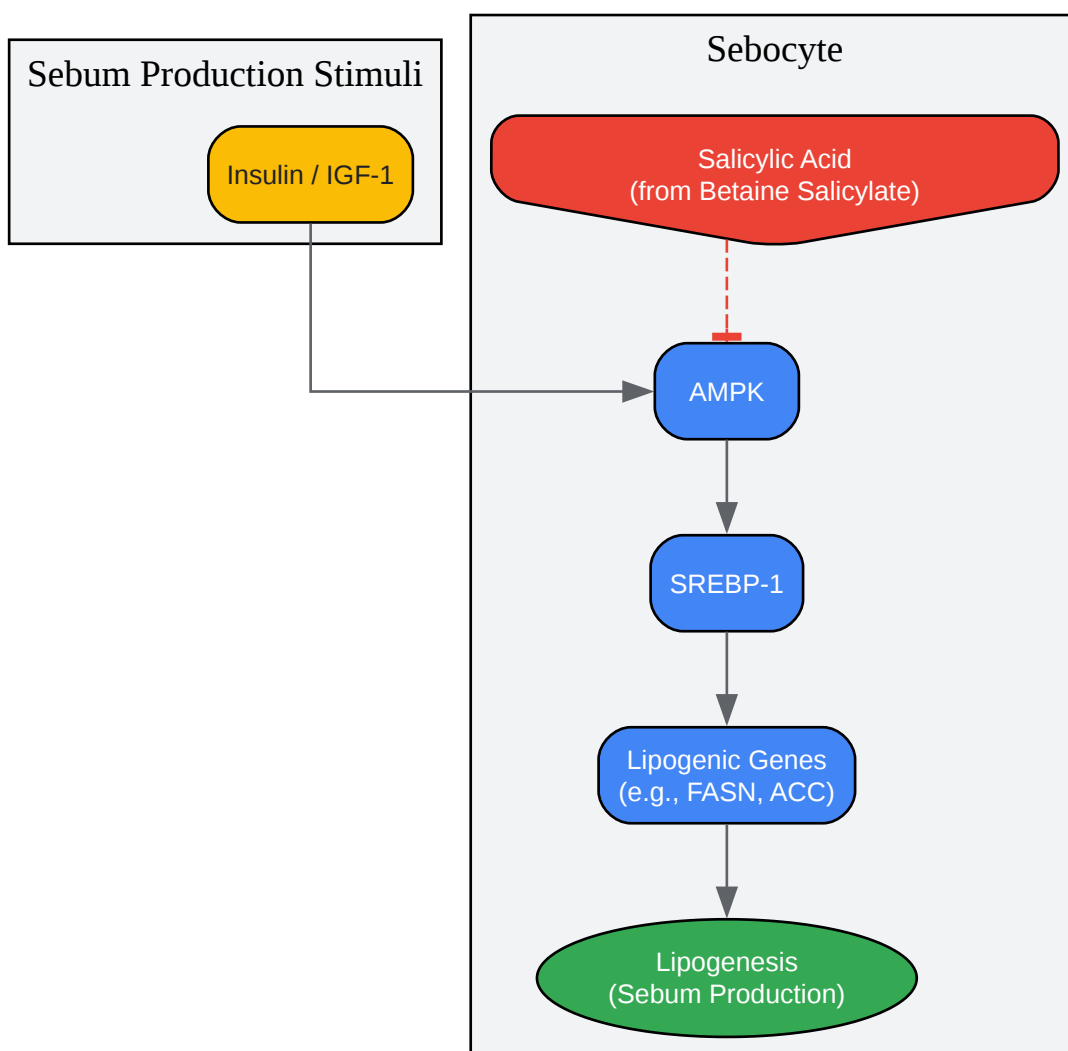 Sebum Production Stimuli
Insulin / IGF-1
Sebocyte
Salicylic Acid
(from Betaine Salicylate)
AMPK
SREBP-1
Lipogenic Genes
(e.g., FASN, ACC)
Lipogenesis
(Sebum Production)